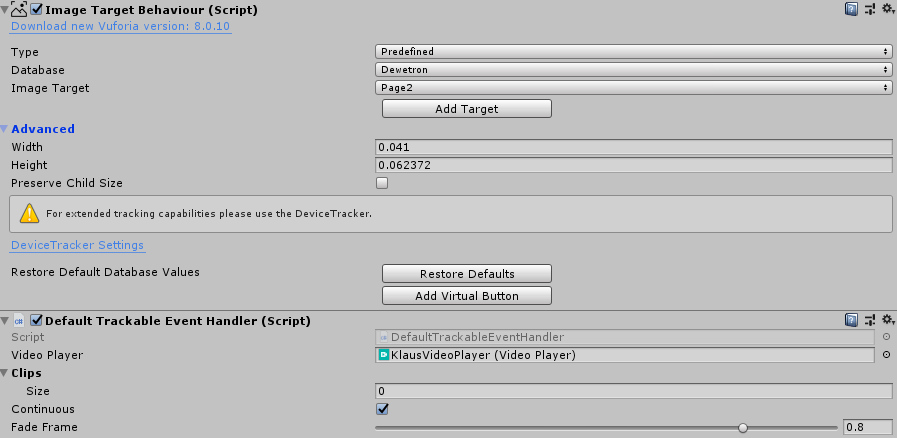 Image Target Behaviour (Script)
Download new Vuforia version: 8.0.10
Type Predefined
Database Dewetron
Image Target Page2
Add Target
Advanced
Width 0.041
Height 0.062372
Preserve Child Size
For extended tracking capabilities please use the DeviceTracker.
DeviceTracker Settings
Restore Default Database Values Restore Defaults
Add Virtual Button
Default Trackable Event Handler (Script)
Script DefaultTrackableEventHandler
Video Player KlausVideoPlayer (Video Player)
Clips
Size 0
Continuous
Fade Frame 0.8